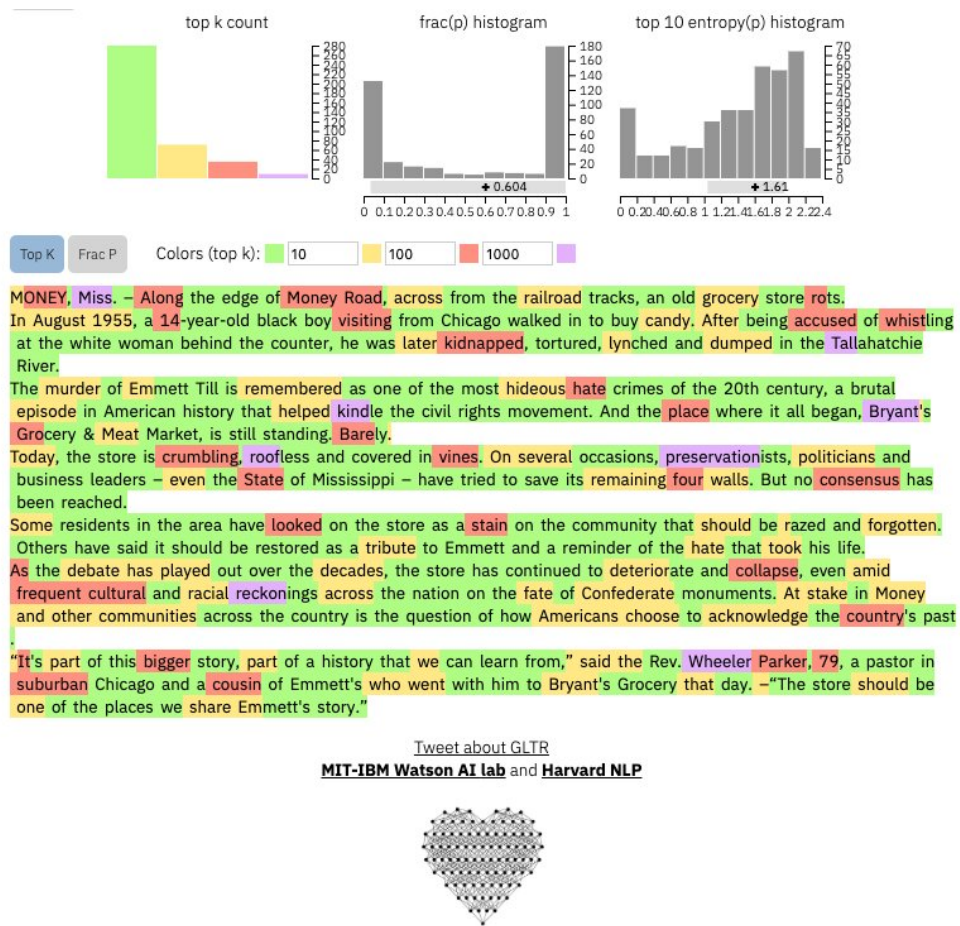 top k count
frac(p) histogram
top 10 entropy(p) histogram
280
260
240
220
200
180
160
140
120
100
80
60
40
20
0
180
160
140
120
100
80
60
40
20
0
70
65
60
55
50
45
40
35
30
25
20
15
10
5
0
+ 0.604
+ 1.61
0 0.1 0.2 0.3 0.4 0.5 0.6 0.7 0.8 0.9 1
0 0.2 0.4 0.6 0.8 1 1.2 1.4 1.6 1.8 2 2.2 2.4
Top K Frac P Colors (top k): 10 100 1000
MONEY, Miss. – Along the edge of Money Road, across from the railroad tracks, an old grocery store rots.
In August 1955, a 14-year-old black boy visiting from Chicago walked in to buy candy. After being accused of whistling
at the white woman behind the counter, he was later kidnapped, tortured, lynched and dumped in the Tallahatchie
River.
The murder of Emmett Till is remembered as one of the most hideous hate crimes of the 20th century, a brutal
episode in American history that helped kindle the civil rights movement. And the place where it all began, Bryant's
Grocery & Meat Market, is still standing. Barely.
Today, the store is crumbling, roofless and covered in vines. On several occasions, preservationists, politicians and
business leaders – even the State of Mississippi – have tried to save its remaining four walls. But no consensus has
been reached.
Some residents in the area have looked on the store as a stain on the community that should be razed and forgotten.
Others have said it should be restored as a tribute to Emmett and a reminder of the hate that took his life.
As the debate has played out over the decades, the store has continued to deteriorate and collapse, even amid
frequent cultural and racial reckonings across the nation on the fate of Confederate monuments. At stake in Money
and other communities across the country is the question of how Americans choose to acknowledge the country's past
.
“It's part of this bigger story, part of a history that we can learn from,” said the Rev. Wheeler Parker, 79, a pastor in
suburban Chicago and a cousin of Emmett's who went with him to Bryant's Grocery that day. –“The store should be
one of the places we share Emmett's story.”
Tweet about GLTR
MIT-IBM Watson AI lab and Harvard NLP